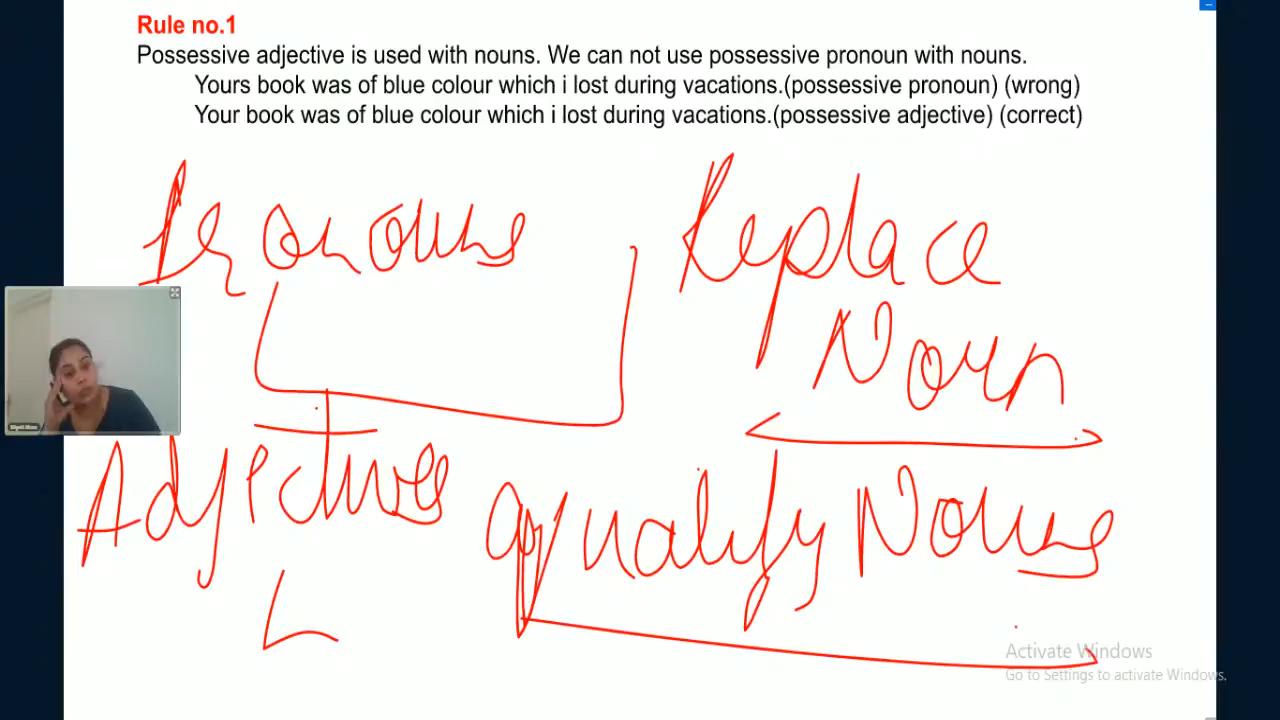 Rule no.1
Possessive adjective is used with nouns. We can not use possessive pronoun with nouns.
Yours book was of blue colour which i lost during vacations.(possessive pronoun) (wrong)
Your book was of blue colour which i lost during vacations.(possessive adjective) (correct)
Pronouns Replace
Noun
Adjectives qualify Nouns
Activate Windows
Go to Settings to activate Windows.